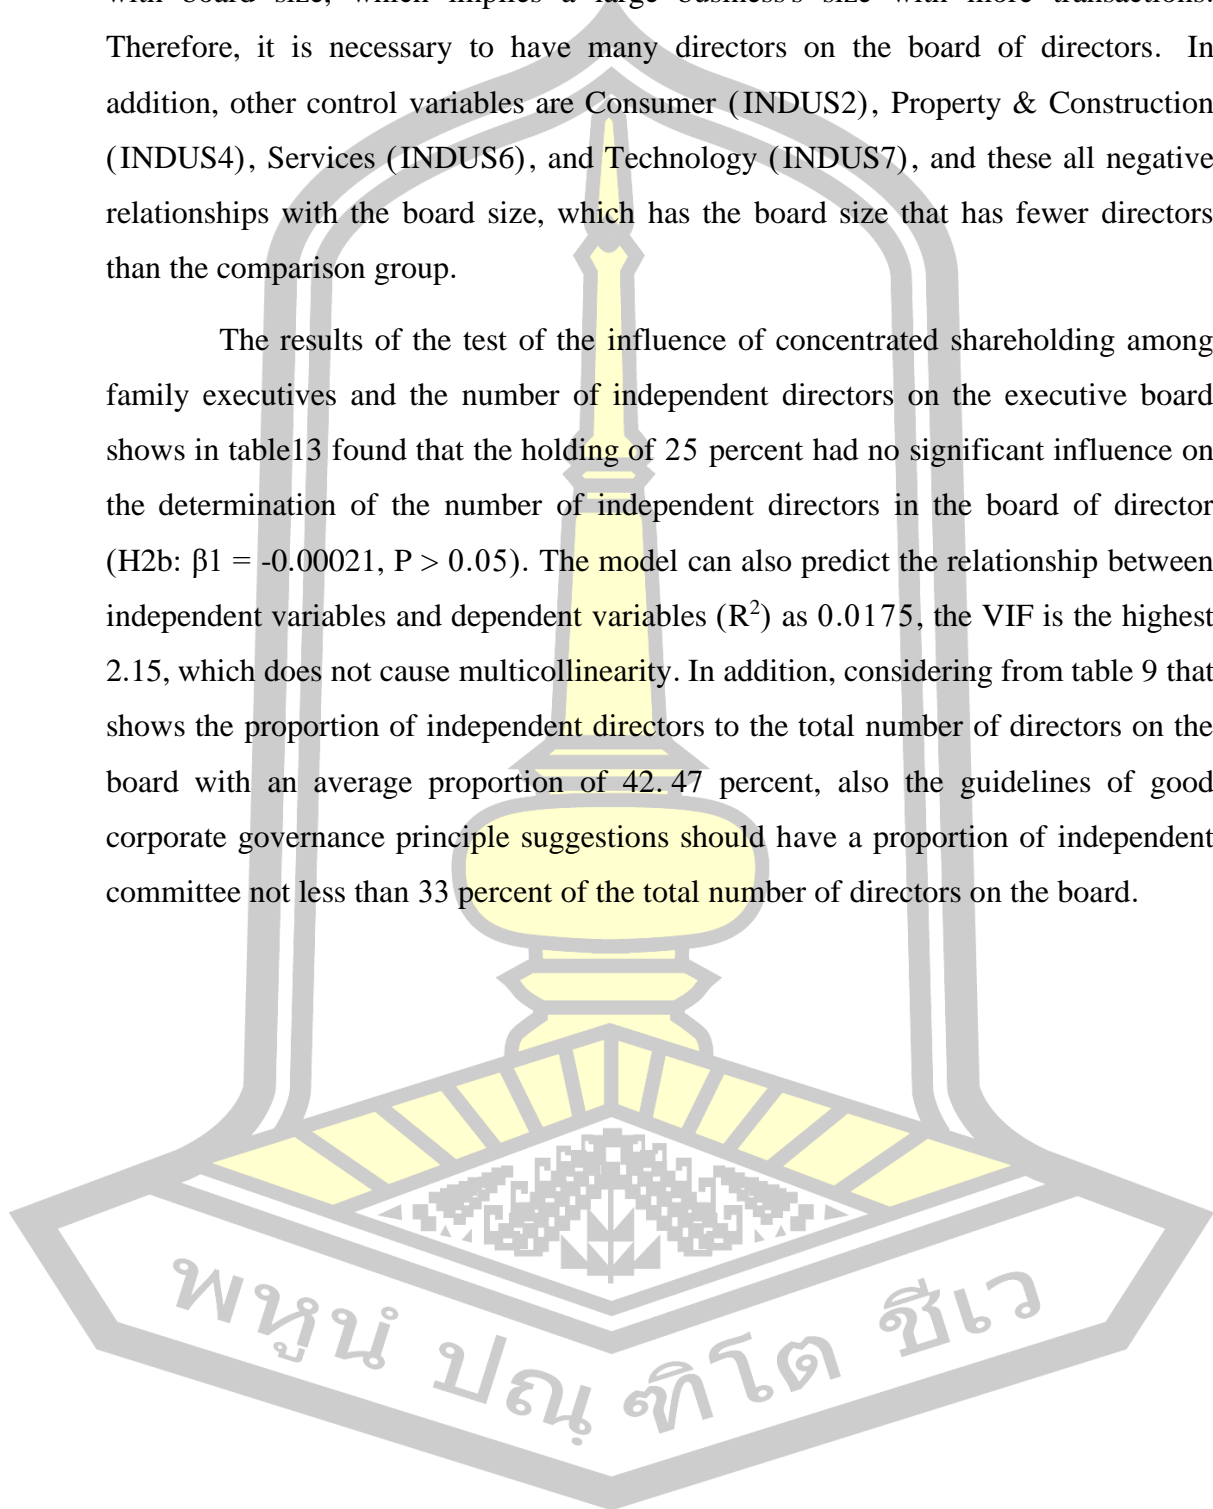 with board size, which implies a large business's size with more transactions.
Therefore, it is necessary to have many directors on the board of directors. In
addition, other control variables are Consumer (INDUS2), Property & Construction
(INDUS4), Services (INDUS6), and Technology (INDUS7), and these all negative
relationships with the board size, which has the board size that has fewer directors
than the comparison group.
The results of the test of the influence of concentrated shareholding among
family executives and the number of independent directors on the executive board
shows in table13 found that the holding of 25 percent had no significant influence on
the determination of the number of independent directors in the board of director
(H2b: β1 = -0.00021, P > 0.05). The model can also predict the relationship between
independent variables and dependent variables (R²) as 0.0175, the VIF is the highest
2.15, which does not cause multicollinearity. In addition, considering from table 9 that
shows the proportion of independent directors to the total number of directors on the
board with an average proportion of 42.47 percent, also the guidelines of good
corporate governance principle suggestions should have a proportion of independent
committee not less than 33 percent of the total number of directors on the board.
พหูนํ ปณฺฑิโต ชีเว